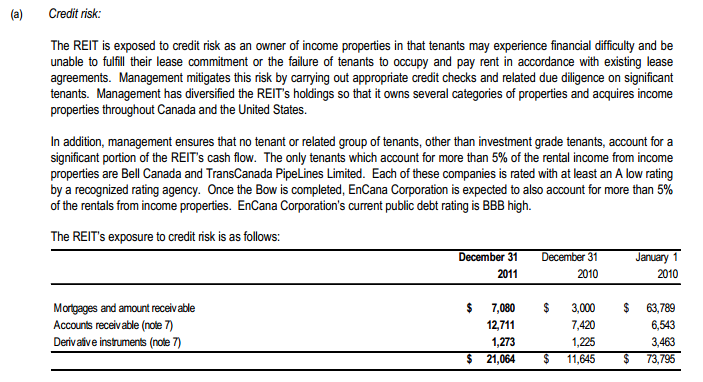 (a) Credit risk:
The REIT is exposed to credit risk as an owner of income properties in that tenants may experience financial difficulty and be
unable to fulfill their lease commitment or the failure of tenants to occupy and pay rent in accordance with existing lease
agreements. Management mitigates this risk by carrying out appropriate credit checks and related due diligence on significant
tenants. Management has diversified the REIT's holdings so that it owns several categories of properties and acquires income
properties throughout Canada and the United States.
In addition, management ensures that no tenant or related group of tenants, other than investment grade tenants, account for a
significant portion of the REIT's cash flow. The only tenants which account for more than 5% of the rental income from income
properties are Bell Canada and TransCanada PipeLines Limited. Each of these companies is rated with at least an A low rating
by a recognized rating agency. Once the Bow is completed, EnCana Corporation is expected to also account for more than 5%
of the rentals from income properties. EnCana Corporation's current public debt rating is BBB high.
The REIT's exposure to credit risk is as follows:
December 31 December 31 January 1
2011 2010 2010
Mortgages and amount receivable $ 7,080 $ 3,000 $ 63,789
Accounts receivable (note 7) 12,711 7,420 6,543
Derivative instruments (note 7) 1,273 1,225 3,463
$ 21,064 $ 11,645 $ 73,795